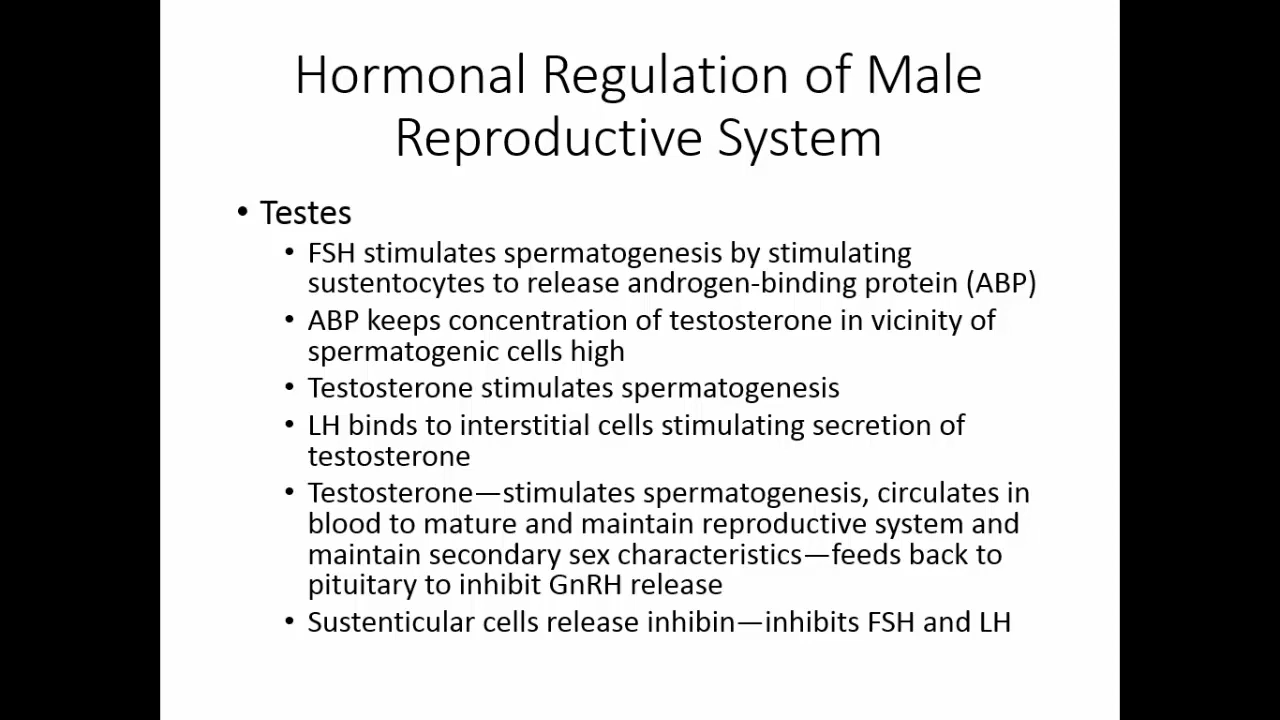 Hormonal Regulation of Male
Reproductive System
• Testes
• FSH stimulates spermatogenesis by stimulating
sustentocytes to release androgen-binding protein (ABP)
• ABP keeps concentration of testosterone in vicinity of
spermatogenic cells high
• Testosterone stimulates spermatogenesis
• LH binds to interstitial cells stimulating secretion of
testosterone
• Testosterone—stimulates spermatogenesis, circulates in
blood to mature and maintain reproductive system and
maintain secondary sex characteristics—feeds back to
pituitary to inhibit GnRH release
• Sustenticular cells release inhibin—inhibits FSH and LH